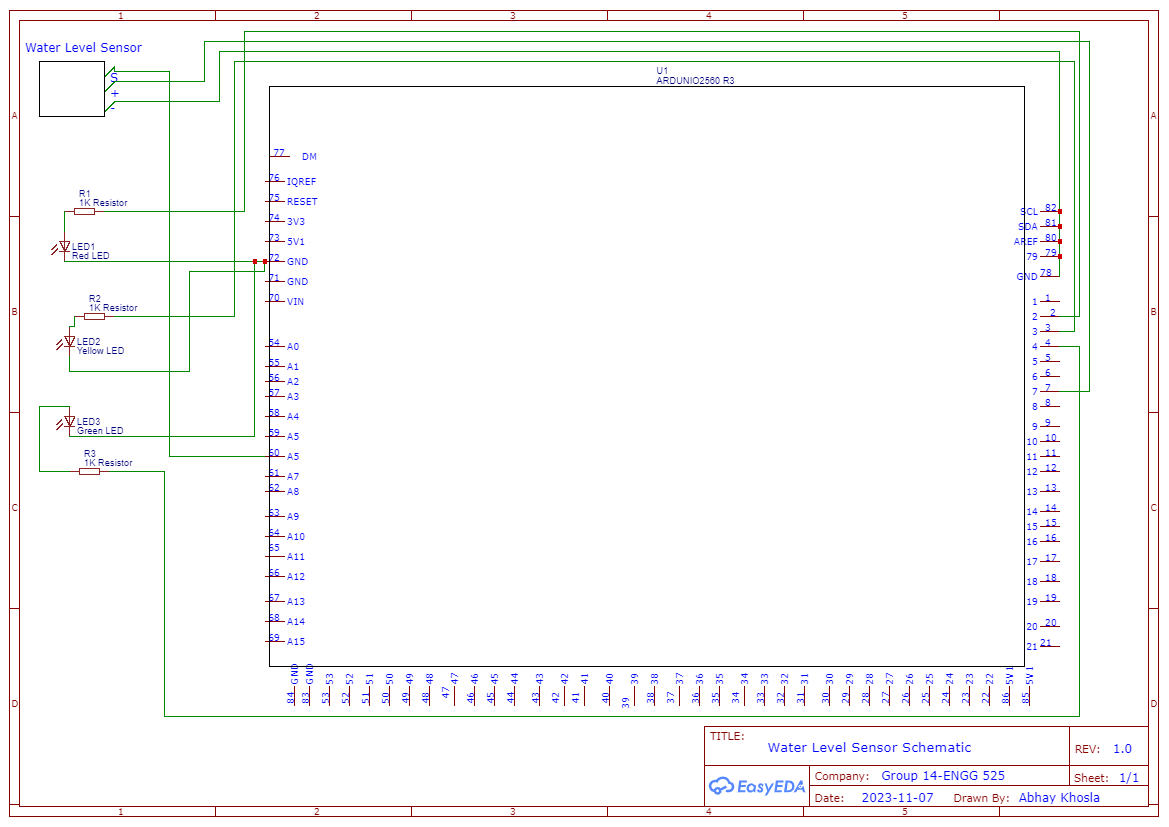 1 2 3 4 5
A A
B B
C C
D D
1 2 3 4 5
Water Level Sensor
S
+
-
U1
ARDUNIO2560 R3
R1
1K Resistor
LED1
Red LED
R2
1K Resistor
LED2
Yellow LED
LED3
Green LED
R3
1K Resistor
77 DM
76 IQREF
75 RESET
74 3V3
73 5V1
72 GND
71 GND
70 VIN
54 A0
55 A1
56 A2
57 A3
58 A4
59 A5
60 A5
61 A7
62 A8
63 A9
64 A10
65 A11
66 A12
67 A13
68 A14
69 A15
SCL 82
SDA 81
AREF 80
79 79
GND 78
1 1
2 2
3 3
4 4
5 5
6 6
7 7
8 8
9 9
10 10
11 11
12 12
13 13
14 14
15 15
16 16
17 17
18 18
19 19
20 20
21 21
84 GND
83 GND
53 53
52 52
51 51
50 50
49 49
48 48
47 47
46 46
45 45
44 44
43 43
42 42
41 41
40 40
39 39
38 38
37 37
36 36
35 35
34 34
33 33
32 32
31 31
30 30
29 29
28 28
27 27
26 26
25 25
24 24
23 23
22 22
86 5V1
85 5V1
TITLE:
Water Level Sensor Schematic
REV: 1.0
EasyEDA
Company: Group 14-ENGG 525
Sheet: 1/1
Date: 2023-11-07 Drawn By: Abhay Khosla